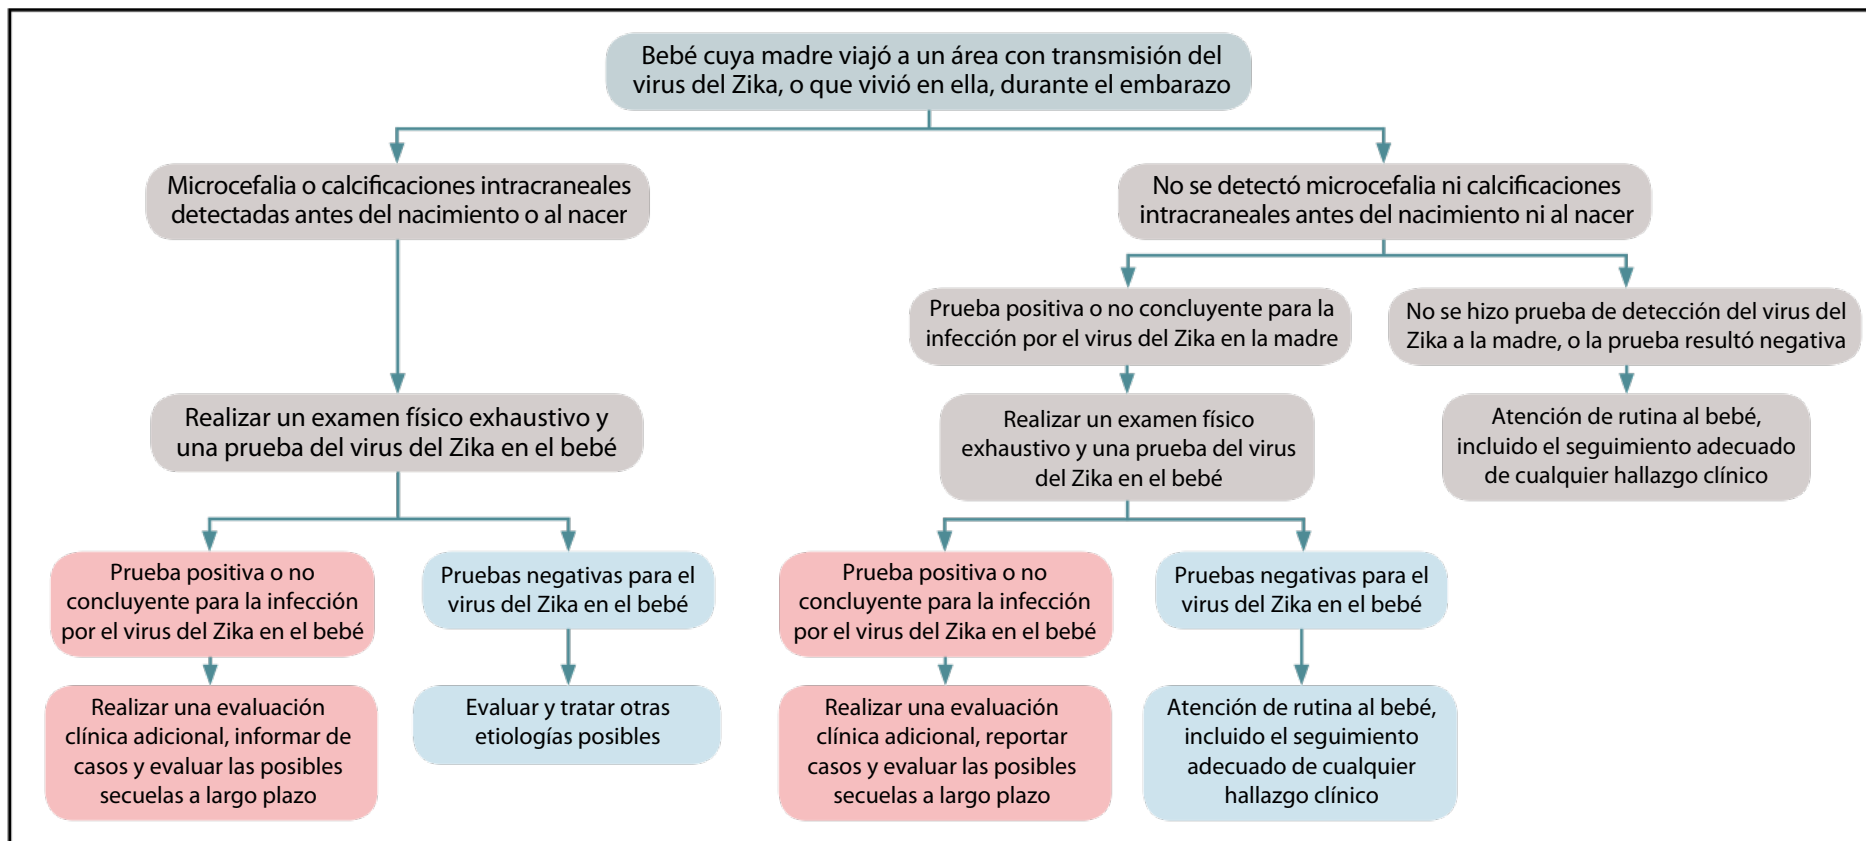 Bebé cuya madre viajó a un área con transmisión del
virus del Zika, o que vivió en ella, durante el embarazo
Microcefalia o calcificaciones intracraneales
detectadas antes del nacimiento o al nacer
No se detectó microcefalia ni calcificaciones
intracraneales antes del nacimiento ni al nacer
Prueba positiva o no concluyente para la
infección por el virus del Zika en la madre
No se hizo prueba de detección del virus del
Zika a la madre, o la prueba resultó negativa
Realizar un examen físico exhaustivo y
una prueba del virus del Zika en el bebé
Realizar un examen físico
exhaustivo y una prueba del virus
del Zika en el bebé
Atención de rutina al bebé,
incluido el seguimiento adecuado
de cualquier hallazgo clínico
Prueba positiva o no
concluyente para la infección
por el virus del Zika en el bebé
Pruebas negativas para el
virus del Zika en el bebé
Prueba positiva o no
concluyente para la infección
por el virus del Zika en el bebé
Pruebas negativas para el
virus del Zika en el bebé
Realizar una evaluación
clínica adicional, informar de
casos y evaluar las posibles
secuelas a largo plazo
Evaluar y tratar otras
etiologías posibles
Realizar una evaluación
clínica adicional, reportar
casos y evaluar las posibles
secuelas a largo plazo
Atención de rutina al bebé,
incluido el seguimiento
adecuado de cualquier
hallazgo clínico